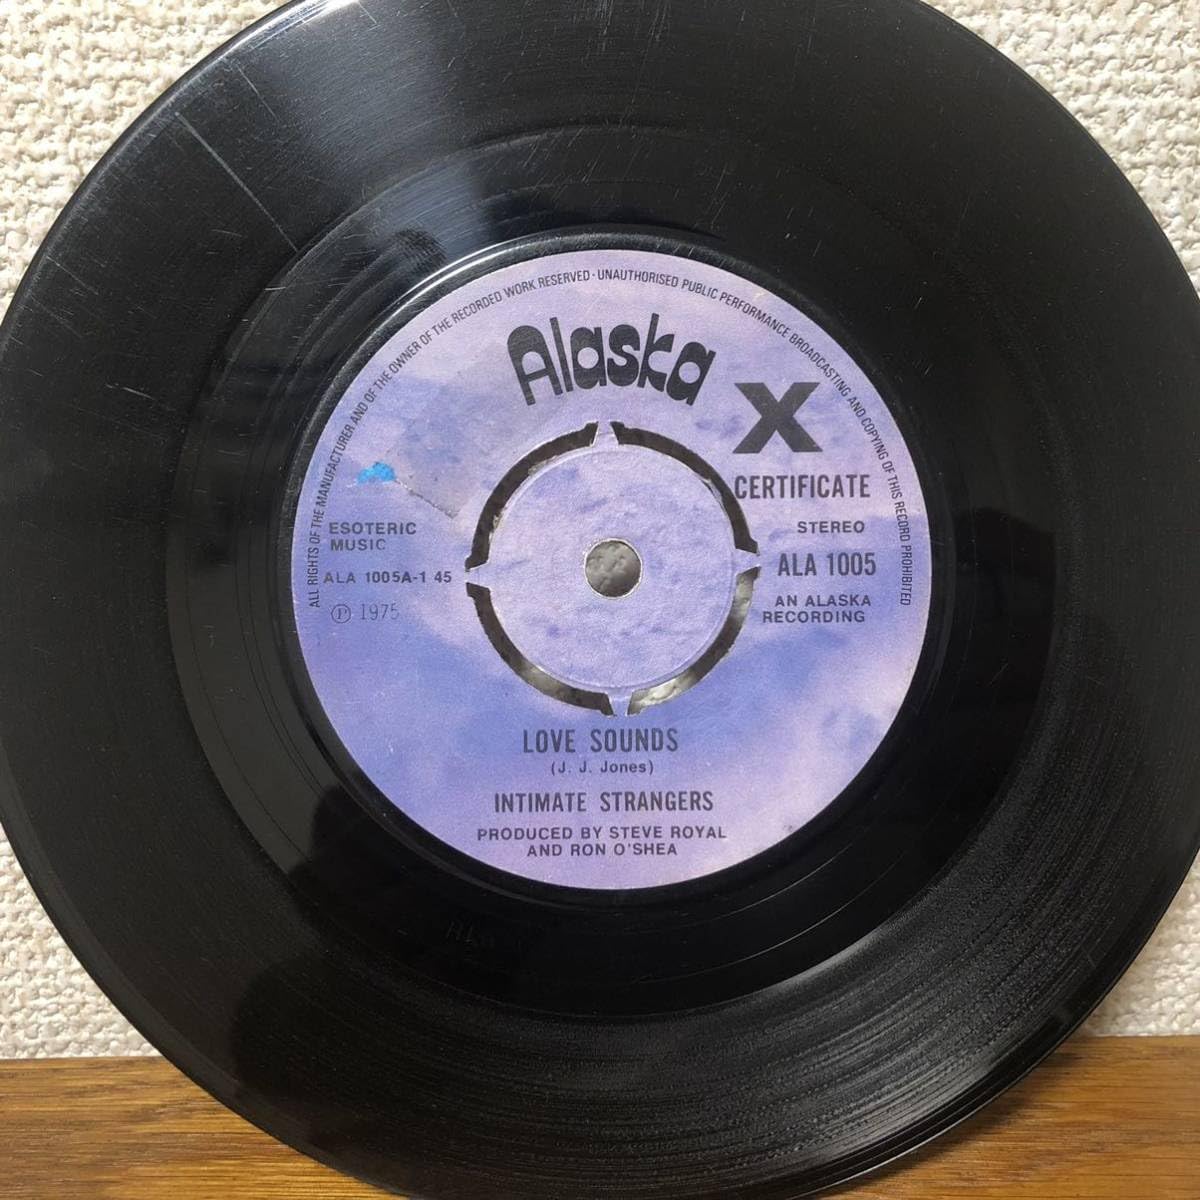 ALL RIGHTS OF THE MANUFACTURER AND OF THE OWNER OF THE RECORDED WORK RESERVED · UNAUTHORISED PUBLIC PERFORMANCE BROADCASTING AND COPYING OF THIS RECORD PROHIBITED
Alaska
X
CERTIFICATE
ESOTERIC
MUSIC
ALA 1005A-1 45
Ⓟ 1975
STEREO
ALA 1005
AN ALASKA
RECORDING
LOVE SOUNDS
(J. J. Jones)
INTIMATE STRANGERS
PRODUCED BY STEVE ROYAL
AND RON O'SHEA